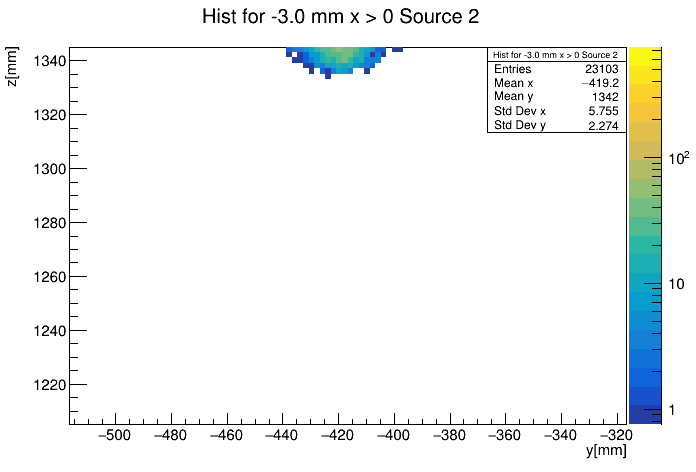 Hist for -3.0 mm x > 0 Source 2
z[mm]
Hist for -3.0 mm x > 0 Source 2
Entries 23103
Mean x −419.2
Mean y 1342
Std Dev x 5.755
Std Dev y 2.274
1340
1320
1300
1280
1260
1240
1220
10²
10
1
−500 −480 −460 −440 −420 −400 −380 −360 −340 −320
y[mm]